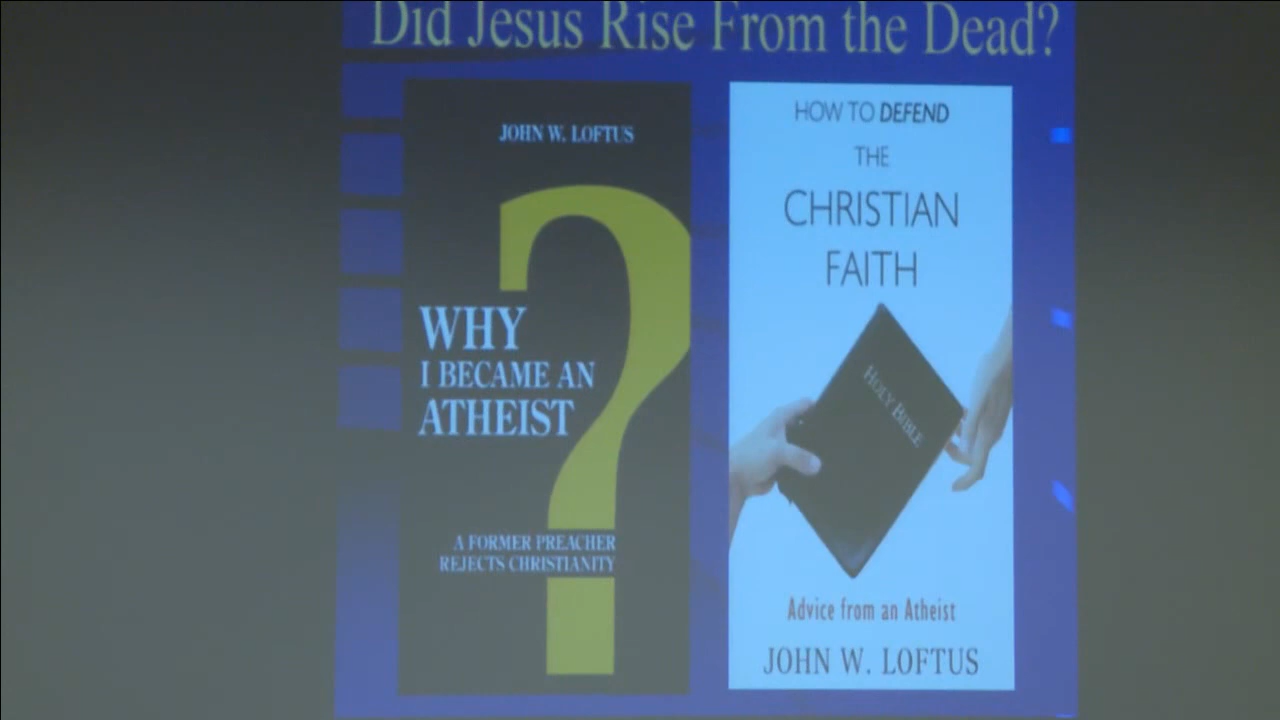 Did Jesus Rise From the Dead?
JOHN W. LOFTUS
WHY
I BECAME AN
ATHEIST
A FORMER PREACHER
REJECTS CHRISTIANITY
HOW TO DEFEND
THE
CHRISTIAN
FAITH
HOLY BIBLE
Advice from an Atheist
JOHN W. LOFTUS